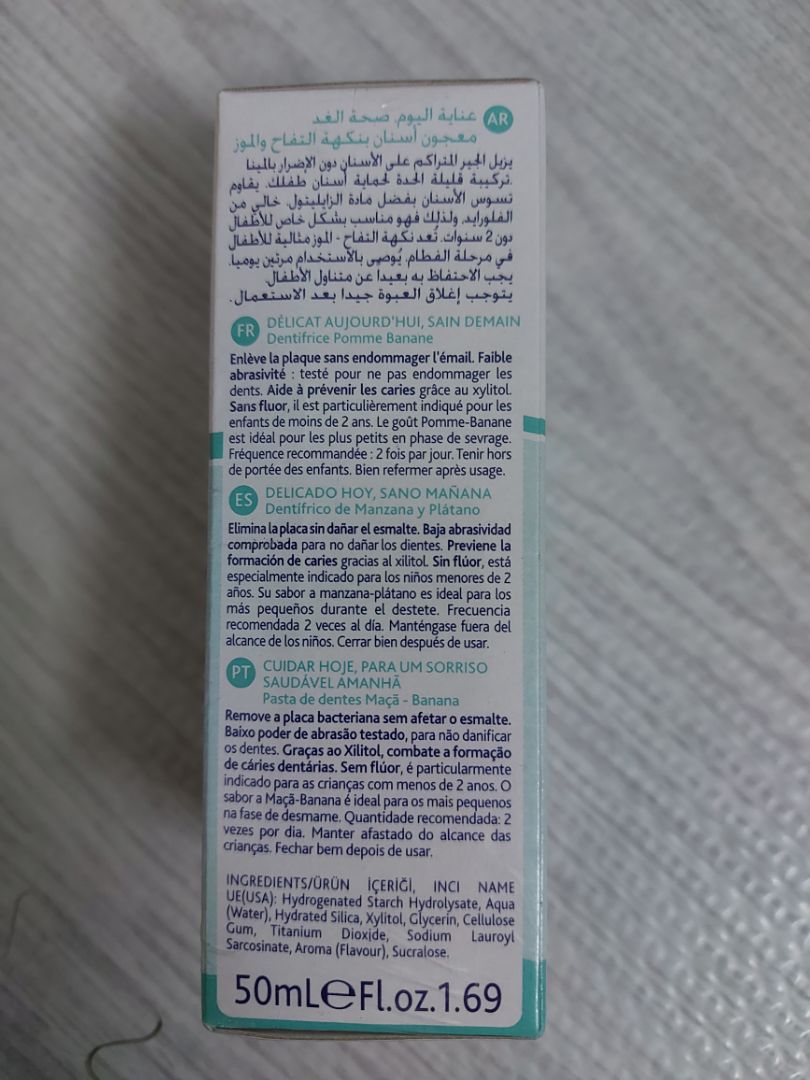 AR عناية اليوم. صحة الغد
معجون أسنان بنكهة التفاح والموز
يزيل الجير المتراكم على الأسنان دون الإضرار بالمينا
.تركيبة قليلة الحدة لحماية أسنان طفلك. يقاوم
تسوس الأسنان بفضل مادة الزايليتول. خالي من
الفلورايد, ولذلك فهو مناسب بشكل خاص للأطفال
دون 2 سنوات. تُعد نكهة التفاح - الموز مثالية للأطفال
في مرحلة الفطام. يُوصى بالأستخدام مرتين يوميا.
يجب الاحتفاظ به بعيدا عن متناول الأطفال.
يتوجب إغلاق العبوة جيدا بعد الاستعمال.
FR DÉLICAT AUJOURD'HUI, SAIN DEMAIN
Dentifrice Pomme Banane
Enlève la plaque sans endommager l'émail. Faible
abrasivité : testé pour ne pas endommager les
dents. Aide à prévenir les caries grâce au xylitol.
Sans fluor, il est particulièrement indiqué pour les
enfants de moins de 2 ans. Le goût Pomme-Banane
est idéal pour les plus petits en phase de sevrage.
Fréquence recommandée : 2 fois par jour. Tenir hors
de portée des enfants. Bien refermer après usage.
ES DELICADO HOY, SANO MAÑANA
Dentífrico de Manzana y Plátano
Elimina la placa sin dañar el esmalte. Baja abrasividad
comprobada para no dañar los dientes. Previene la
formación de caries gracias al xilitol. Sin flúor, está
especialmente indicado para los niños menores de 2
años. Su sabor a manzana-plátano es ideal para los
más pequeños durante el destete. Frecuencia
recomendada 2 veces al día. Manténgase fuera del
alcance de los niños. Cerrar bien después de usar.
PT CUIDAR HOJE, PARA UM SORRISO
SAUDÁVEL AMANHÃ
Pasta de dentes Maçã - Banana
Remove a placa bacteriana sem afetar o esmalte.
Baixo poder de abrasão testado, para não danificar
os dentes. Graças ao Xilitol, combate a formação
de cáries dentárias. Sem flúor, é particularmente
indicado para as crianças com menos de 2 anos. O
sabor a Maçã-Banana é ideal para os mais pequenos
na fase de desmame. Quantidade recomendada: 2
vezes por dia. Manter afastado do alcance das
crianças. Fechar bem depois de usar.
INGREDIENTS/ÜRÜN İÇERİĞİ, INCI NAME
UE(USA): Hydrogenated Starch Hydrolysate, Aqua
(Water), Hydrated Silica, Xylitol, Glycerin, Cellulose
Gum, Titanium Dioxide, Sodium Lauroyl
Sarcosinate, Aroma (Flavour), Sucralose.
50mL℮Fl.oz.1.69